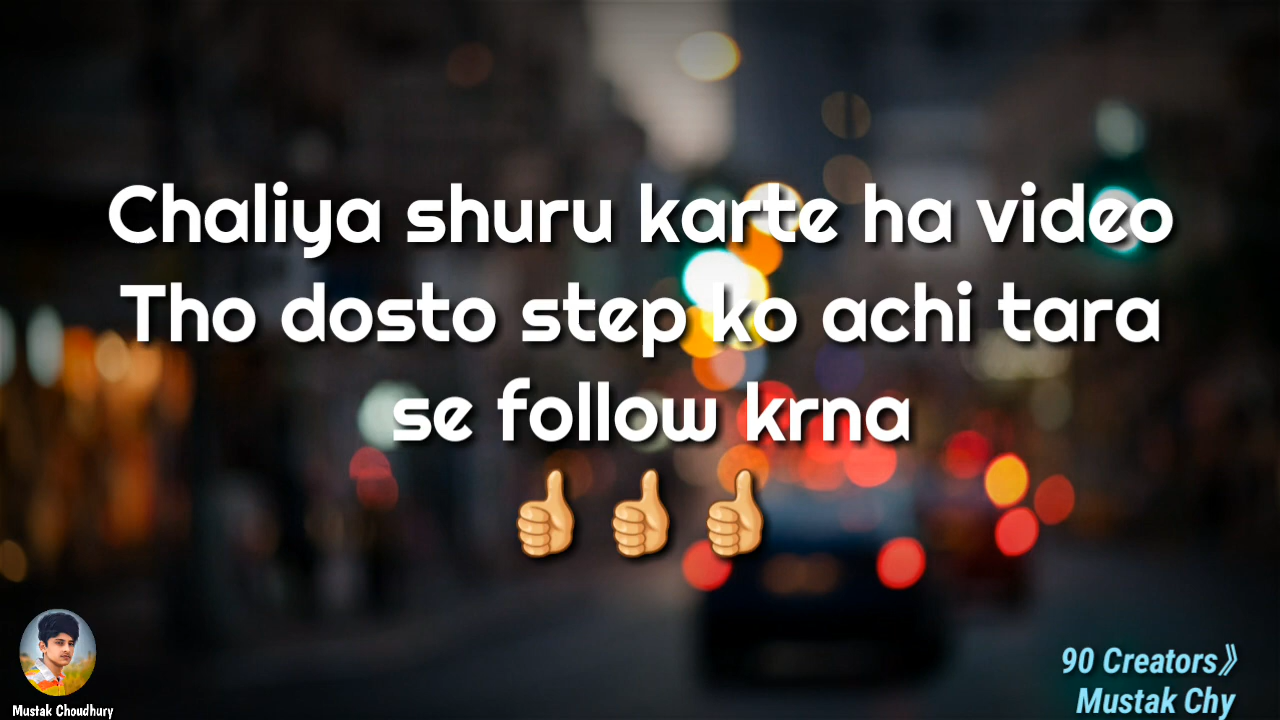 Chaliya shuru karte ha video
Tho dosto step ko achi tara
se follow krna
👍 👍 👍
90 Creators》
Mustak Chy
Mustak Choudhury